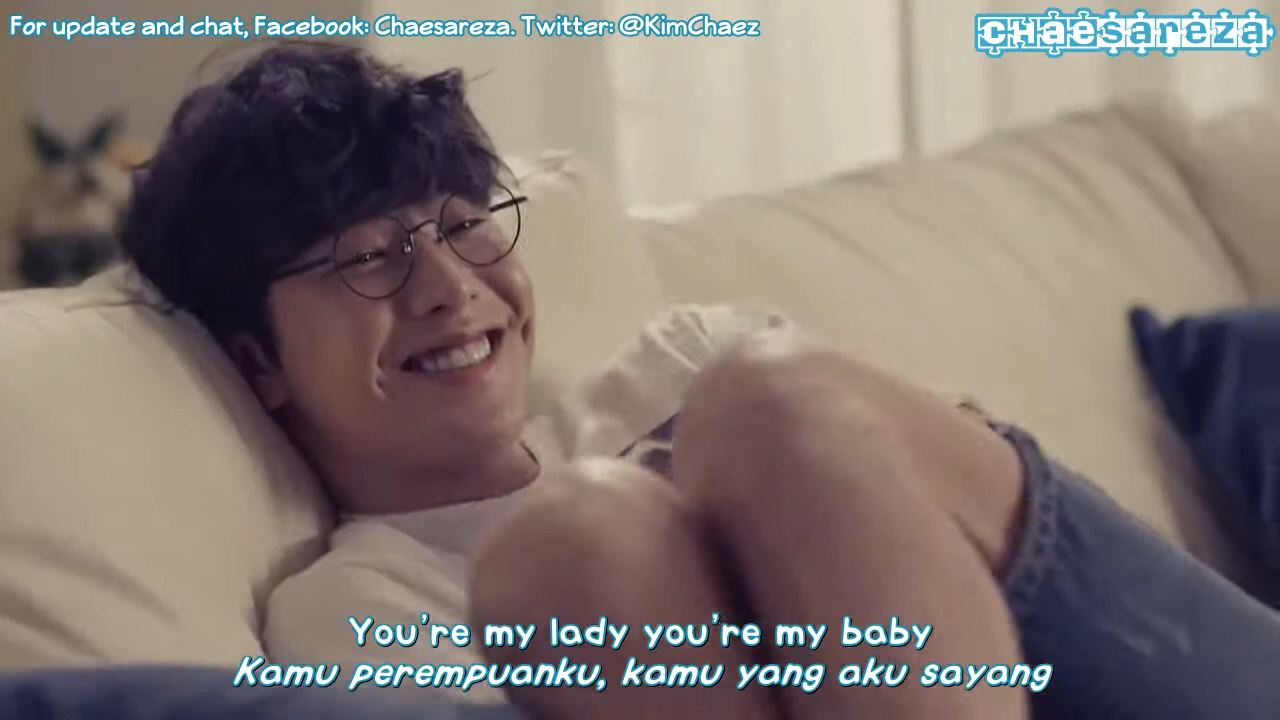 For update and chat, Facebook: Chaesareza. Twitter: @KimChaez
chaesareza
You're my lady you're my baby
Kamu perempuanku, kamu yang aku sayang